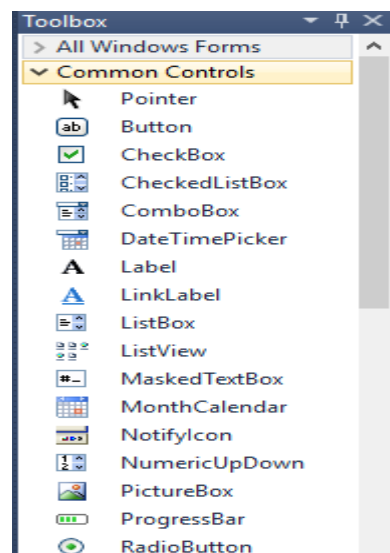 Toolbox
All Windows Forms
Common Controls
Pointer
ab Button
CheckBox
CheckedListBox
ComboBox
DateTimePicker
A Label
A LinkLabel
ListBox
ListView
#_ MaskedTextBox
MonthCalendar
NotifyIcon
NumericUpDown
PictureBox
ProgressBar
RadioButton